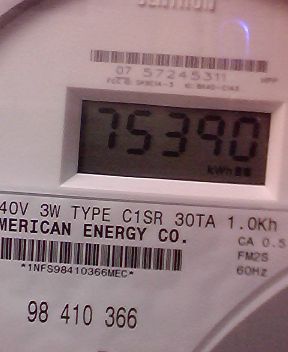 07 57245311
75390
kWh
40V 3W TYPE C1SR 30TA 1.0Kh
MERICAN ENERGY CO.
CA 0.5
FM2S
*1NFS98410366MEC*
60Hz
98 410 366